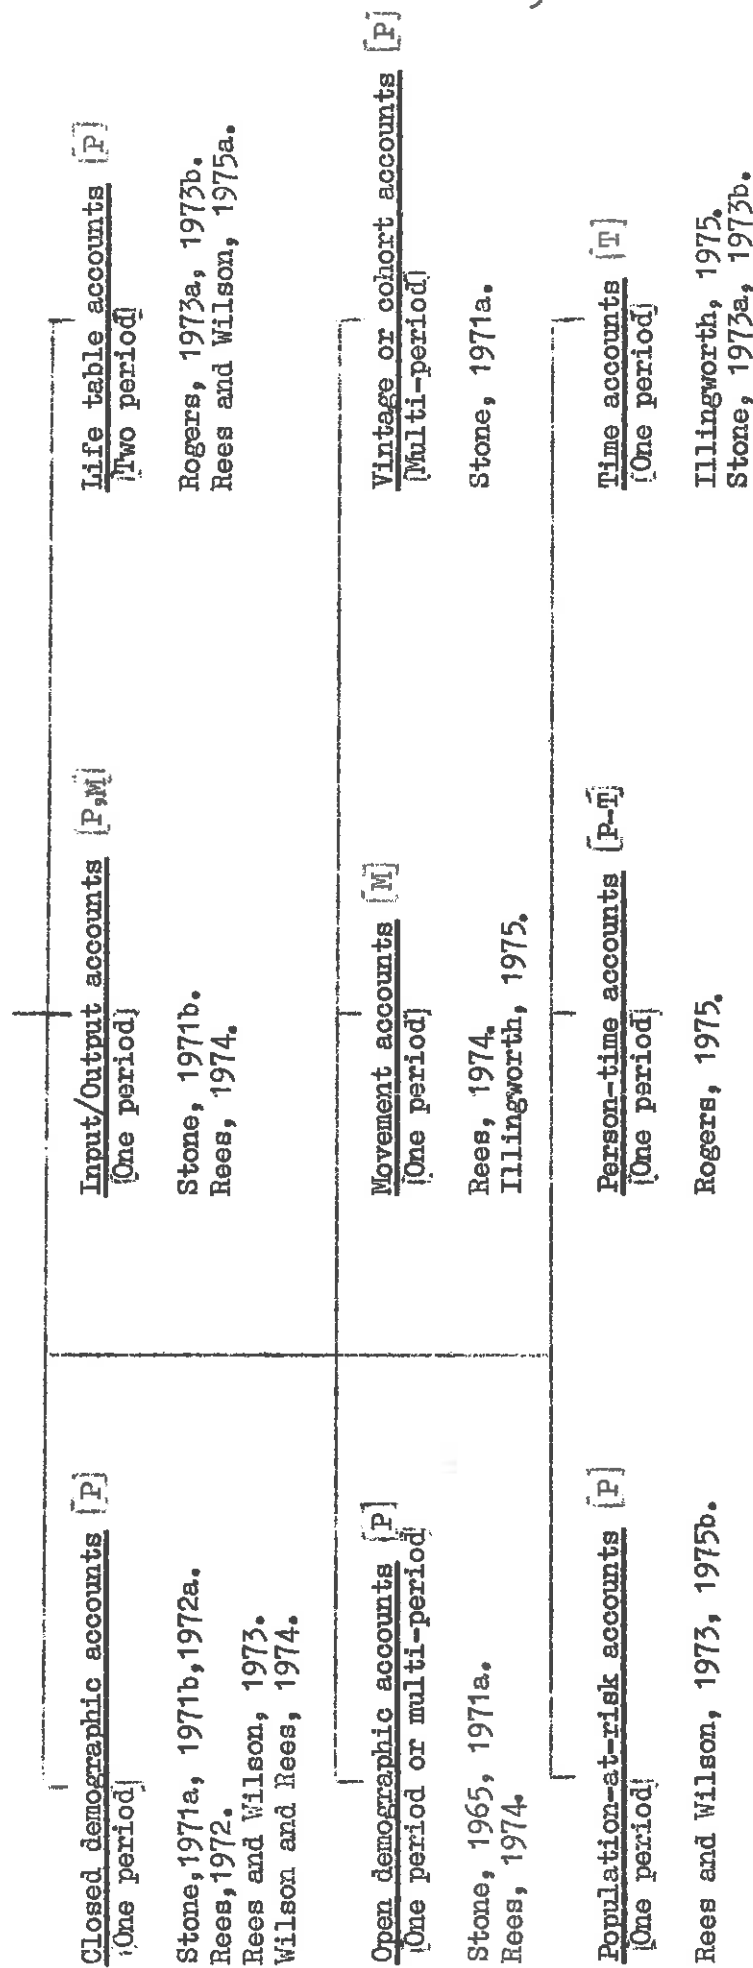 Closed demographic accounts [P]
[One period]
Stone,1971a, 1971b,1972a.
Rees,1972.
Rees and Wilson, 1973.
Wilson and Rees, 1974.
Input/Output accounts [P,M]
[One period]
Stone, 1971b.
Rees, 1974.
Life table accounts [P]
[Two period]
Rogers, 1973a, 1973b.
Rees and Wilson, 1975a.
Open demographic accounts [P]
[One period or multi-period]
Stone, 1965, 1971a.
Rees, 1974.
Movement accounts [M]
[One period]
Rees, 1974.
Illingworth, 1975.
Vintage or cohort accounts [P]
[Multi-period]
Stone, 1971a.
Population-at-risk accounts [P]
[One period]
Rees and Wilson, 1973, 1975b.
Person-time accounts [P-T]
[One period]
Rogers, 1975.
Time accounts [T]
[One period]
Illingworth, 1975.
Stone, 1973a, 1973b.